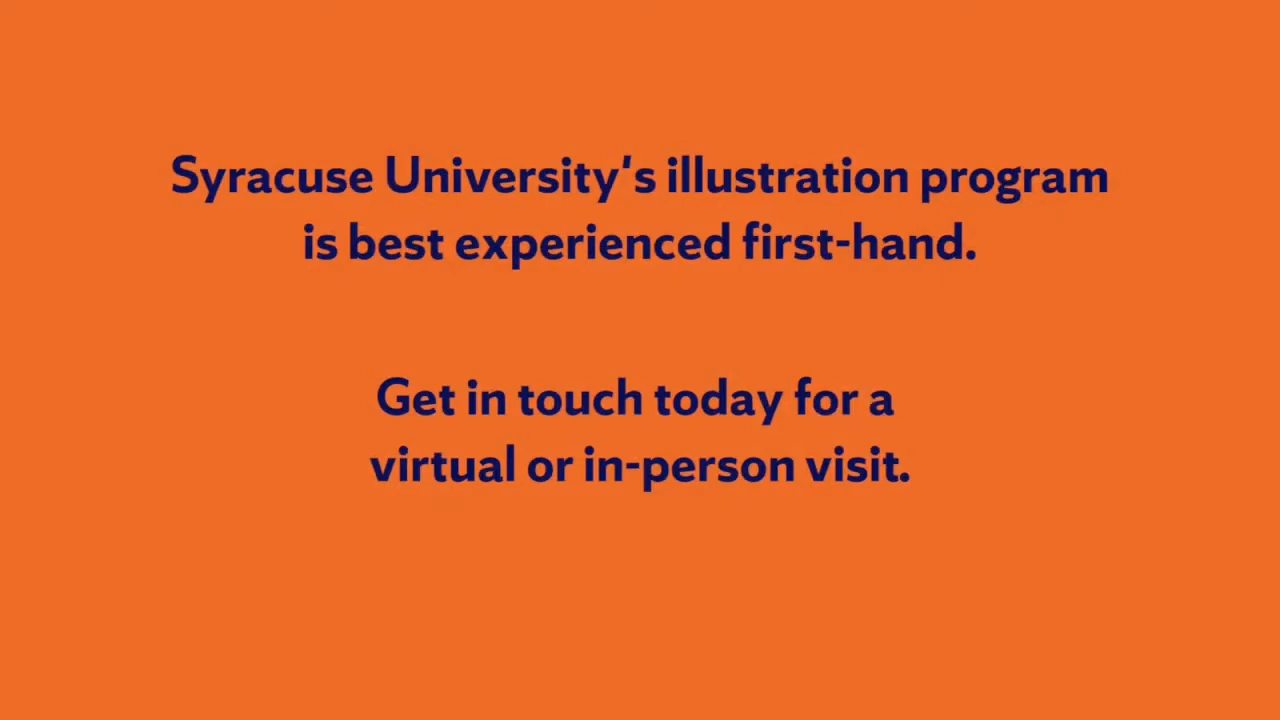 Syracuse University's illustration program
is best experienced first-hand.
Get in touch today for a
virtual or in-person visit.